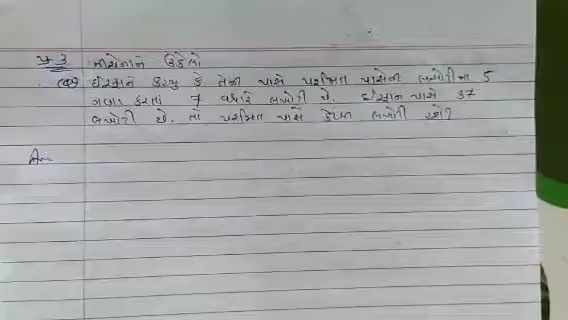 પ્ર 3 નીચેનાને ઉકેલો
(બ) ઈરફાને કહ્યુ કે તેની પાસે પરમિત પાસેની લખોટીના 5
ગણા કરતાં 7 વધારે લખોટી છે. ઈરફાન પાસે 37
લખોટી છે. તો પરમિત પાસે કેટલી લખોટી હશે?
Ans